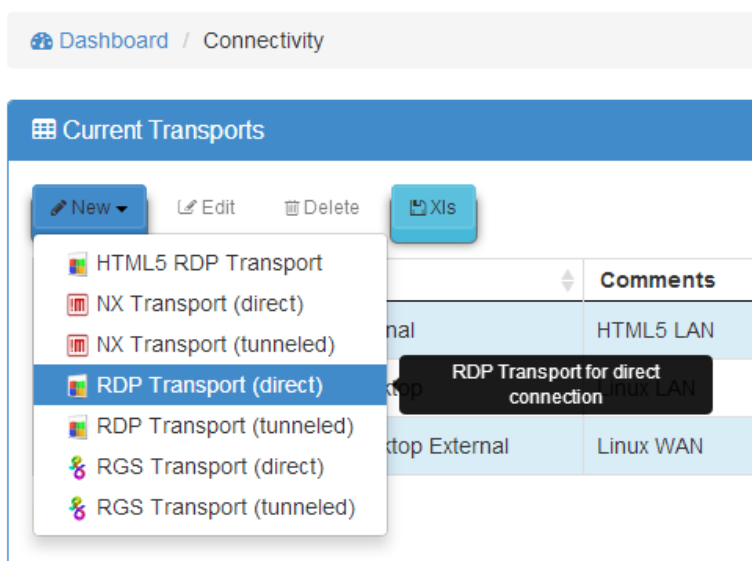 Dashboard / Connectivity
Current Transports
New Edit Delete Xls
HTML5 RDP Transport
NX Transport (direct)
NX Transport (tunneled)
RDP Transport (direct)
RDP Transport (tunneled)
RGS Transport (direct)
RGS Transport (tunneled)
Comments
nal HTML5 LAN
RDP Transport for direct
connection
Linux LAN
ktop External Linux WAN